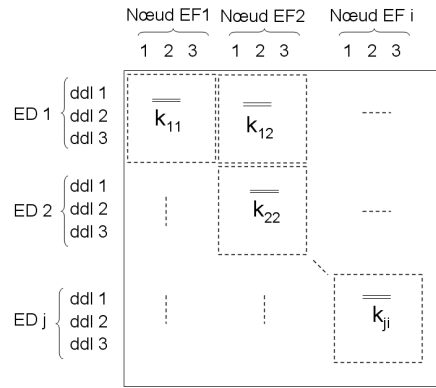 Nœud EF1 Nœud EF2 Nœud EF i
1 2 3 1 2 3 1 2 3
ED 1
ddl 1
ddl 2
ddl 3
k11 k12
ED 2
ddl 1
ddl 2
ddl 3
k22
ED j
ddl 1
ddl 2
ddl 3
kji